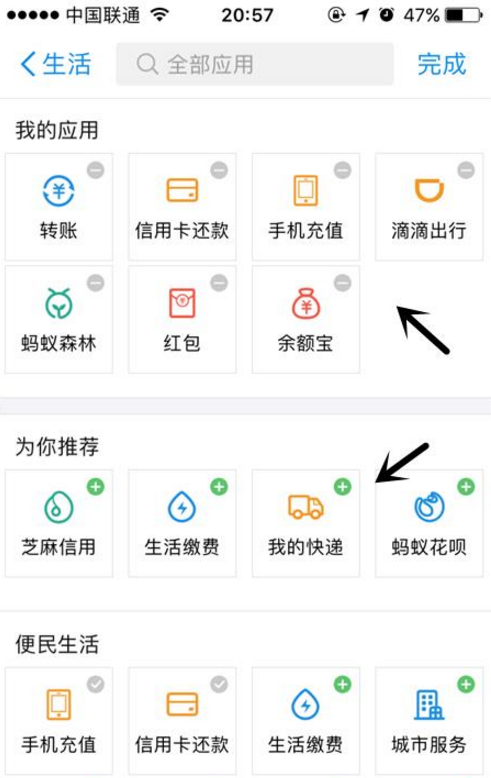 中国联通 20:57 47%
生活 全部应用 完成
我的应用
转账 信用卡还款 手机充值 滴滴出行
蚂蚁森林 红包 余额宝
为你推荐
芝麻信用 生活缴费 我的快递 蚂蚁花呗
便民生活
手机充值 信用卡还款 生活缴费 城市服务